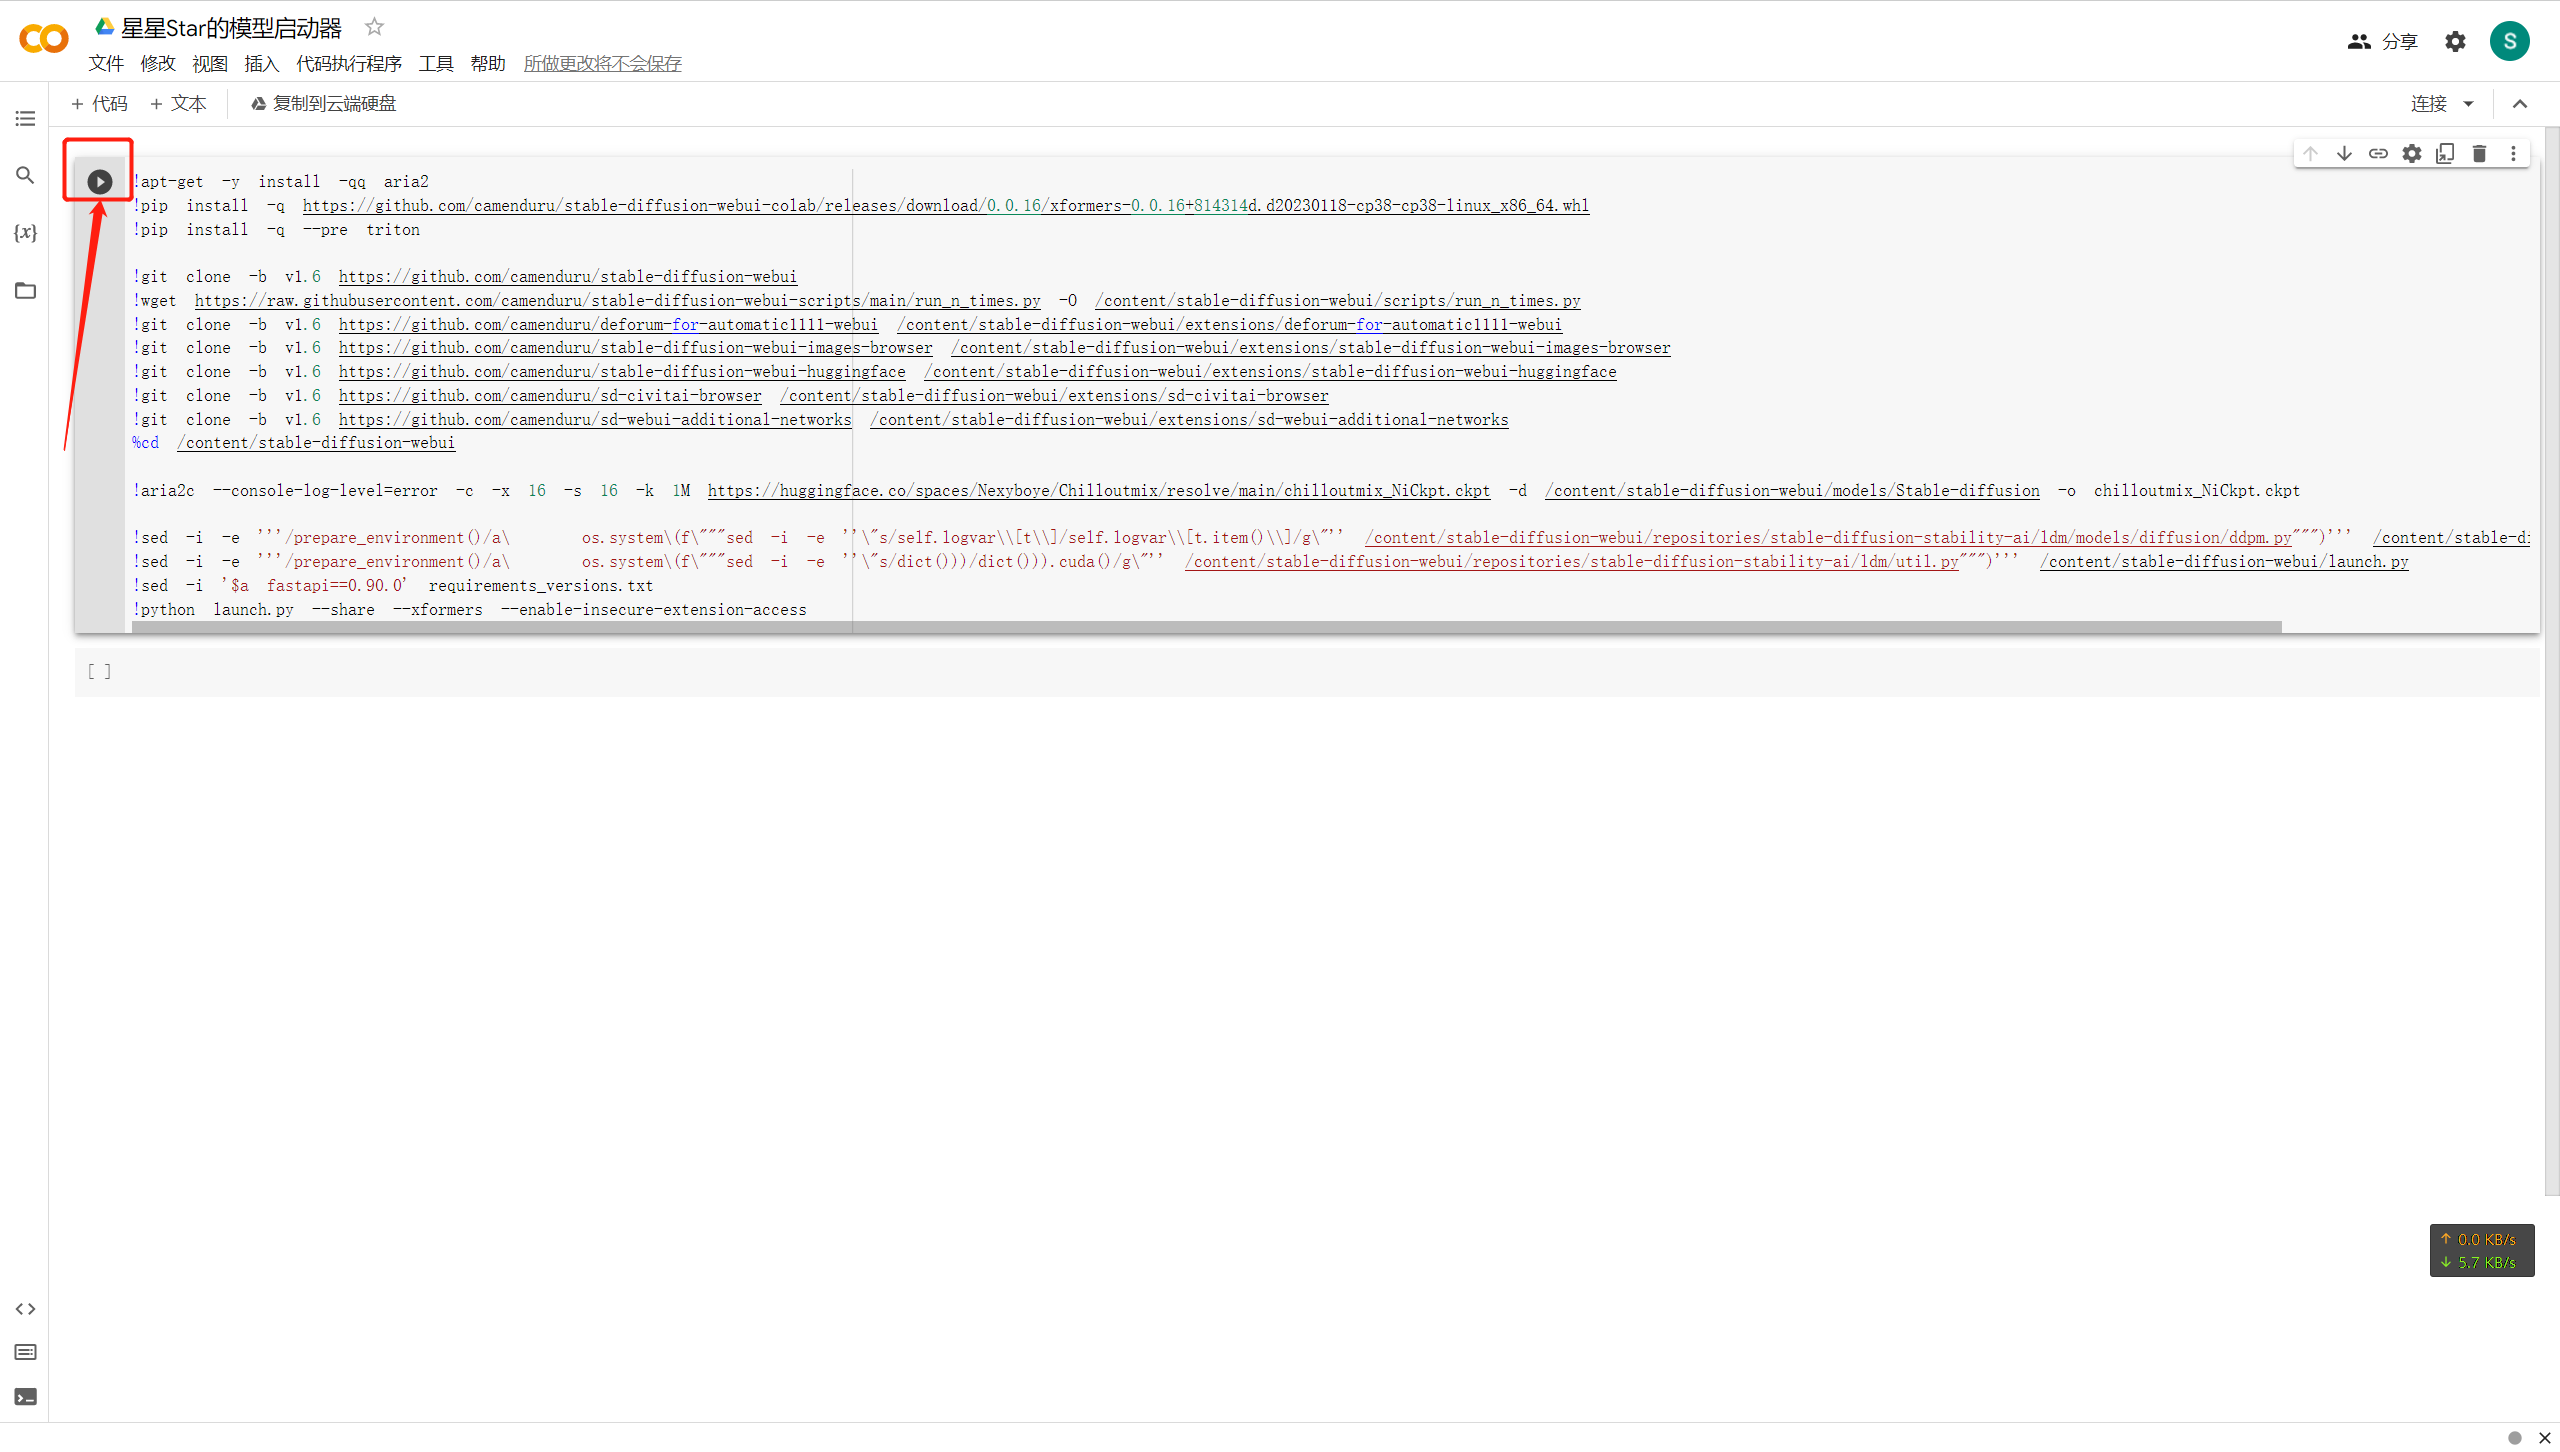 星星Star的模型启动器
文件 修改 视图 插入 代码执行程序 工具 帮助 所做更改将不会保存
分享
S
+ 代码 + 文本 复制到云端硬盘
连接
{x}
!apt-get -y install -qq aria2
!pip install -q https://github.com/camenduru/stable-diffusion-webui-colab/releases/download/0.0.16/xformers-0.0.16+814314d.d20230118-cp38-cp38-linux_x86_64.whl
!pip install -q --pre triton
!git clone -b v1.6 https://github.com/camenduru/stable-diffusion-webui
!wget https://raw.githubusercontent.com/camenduru/stable-diffusion-webui-scripts/main/run_n_times.py -O /content/stable-diffusion-webui/scripts/run_n_times.py
!git clone -b v1.6 https://github.com/camenduru/deforum-for-automatic1111-webui /content/stable-diffusion-webui/extensions/deforum-for-automatic1111-webui
!git clone -b v1.6 https://github.com/camenduru/stable-diffusion-webui-images-browser /content/stable-diffusion-webui/extensions/stable-diffusion-webui-images-browser
!git clone -b v1.6 https://github.com/camenduru/stable-diffusion-webui-huggingface /content/stable-diffusion-webui/extensions/stable-diffusion-webui-huggingface
!git clone -b v1.6 https://github.com/camenduru/sd-civitai-browser /content/stable-diffusion-webui/extensions/sd-civitai-browser
!git clone -b v1.6 https://github.com/camenduru/sd-webui-additional-networks /content/stable-diffusion-webui/extensions/sd-webui-additional-networks
%cd /content/stable-diffusion-webui
!aria2c --console-log-level=error -c -x 16 -s 16 -k 1M https://huggingface.co/spaces/Nexyboye/Chilloutmix/resolve/main/chilloutmix_NiCkpt.ckpt -d /content/stable-diffusion-webui/models/Stable-diffusion -o chilloutmix_NiCkpt.ckpt
!sed -i -e '''/prepare_environment()/a\ os.system\(f\"""sed -i -e ''\"s/self.logvar\\[t\\]/self.logvar\\[t.item()\\]/g\"'' /content/stable-diffusion-webui/repositories/stable-diffusion-stability-ai/ldm/models/diffusion/ddpm.py""")''' /content/stable-di
!sed -i -e '''/prepare_environment()/a\ os.system\(f\"""sed -i -e ''\"s/dict()))/dict())).cuda()/g\"'' /content/stable-diffusion-webui/repositories/stable-diffusion-stability-ai/ldm/util.py""")''' /content/stable-diffusion-webui/launch.py
!sed -i '$a fastapi==0.90.0' requirements_versions.txt
!python launch.py --share --xformers --enable-insecure-extension-access
[ ]
↑ 0.0 KB/s
↓ 5.7 KB/s